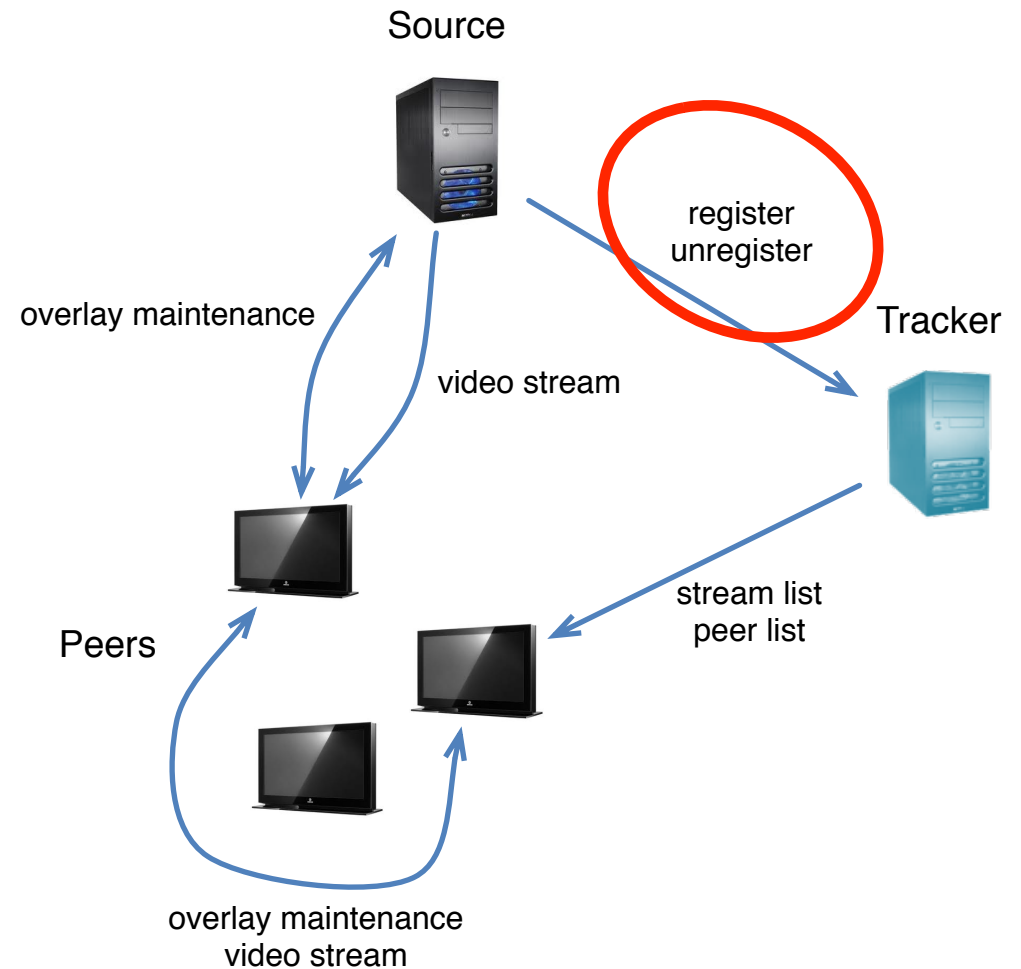 Source
register
unregister
overlay maintenance
Tracker
video stream
stream list
peer list
Peers
overlay maintenance
video stream